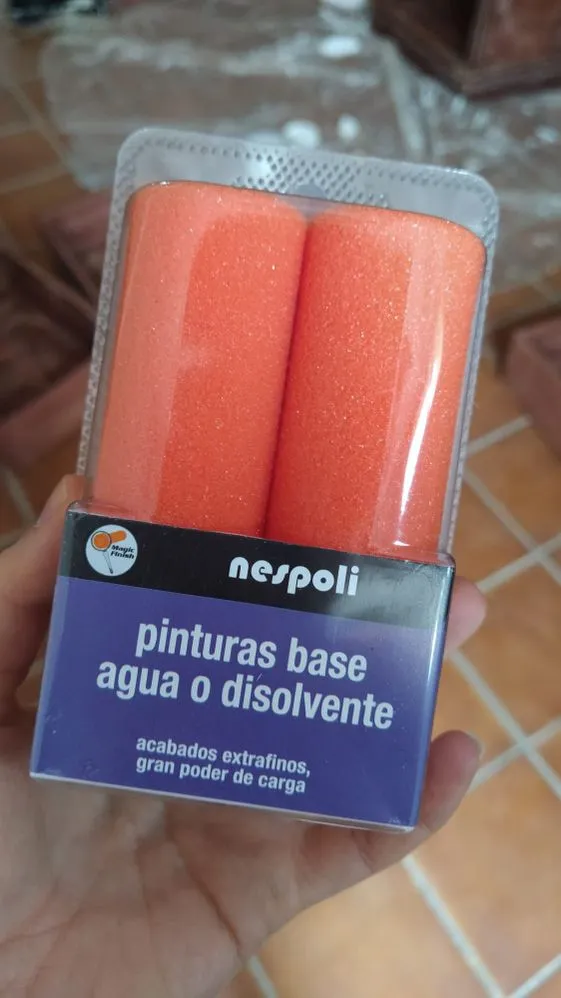 Magic
Finish
nespoli
pinturas base
agua o disolvente
acabados extrafinos,
gran poder de carga